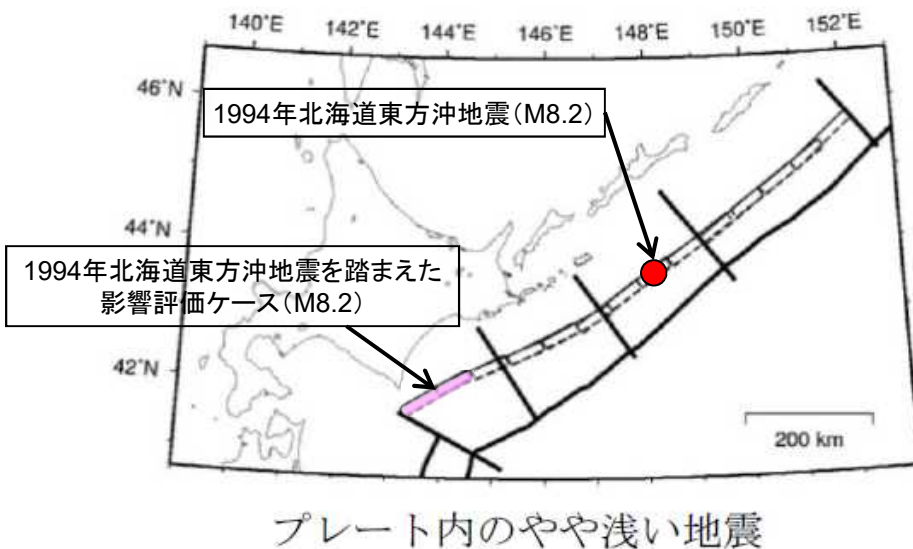 140°E 142°E 144°E 146°E 148°E 150°E 152°E
46°N
1994年北海道東方沖地震(M8.2)
44°N
1994年北海道東方沖地震を踏まえた
影響評価ケース(M8.2)
42°N
200 km
プレート内のやや浅い地震